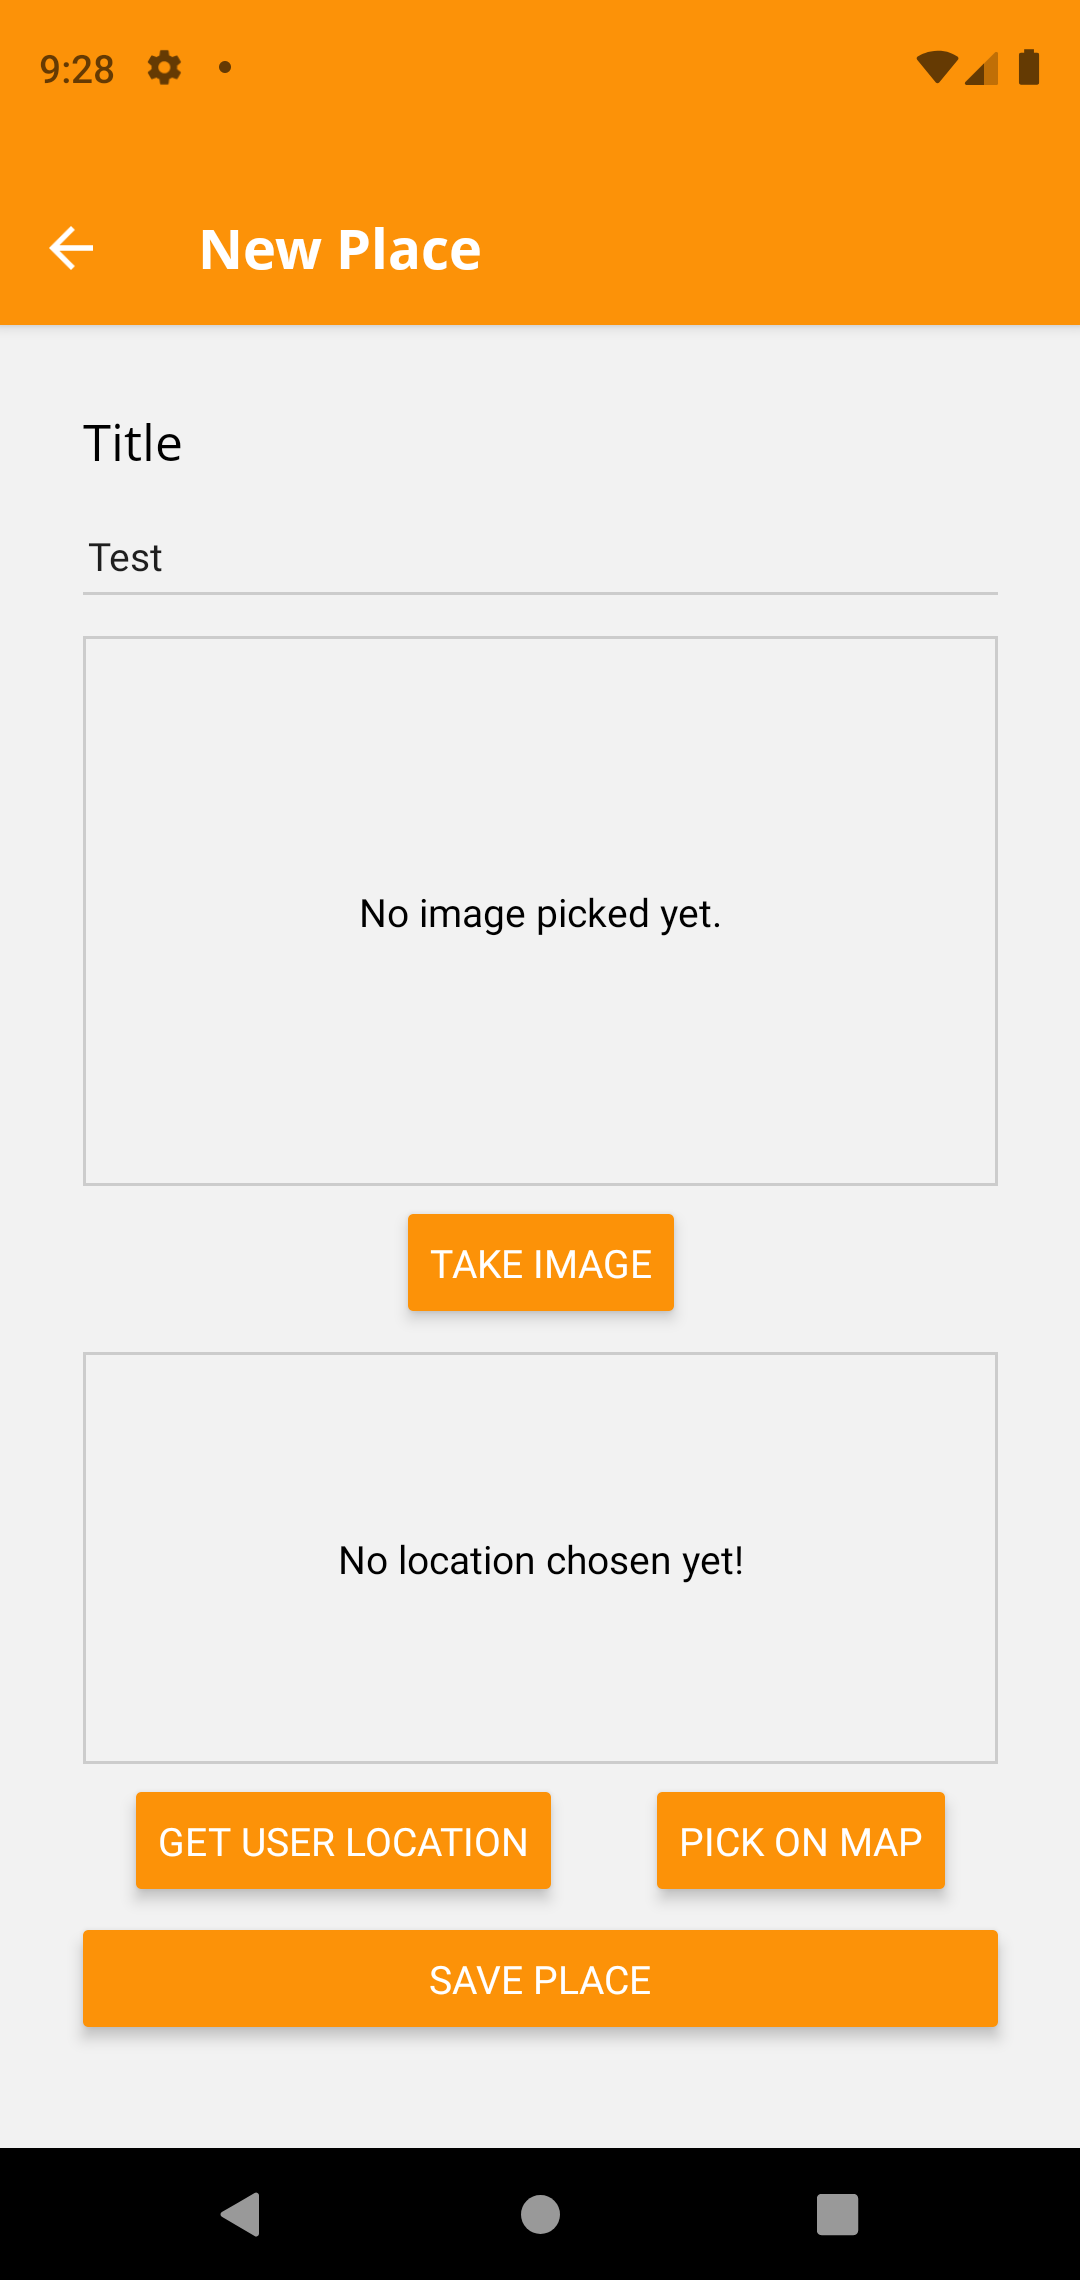 9:28
New Place
Title
Test
No image picked yet.
TAKE IMAGE
No location chosen yet!
GET USER LOCATION PICK ON MAP
SAVE PLACE